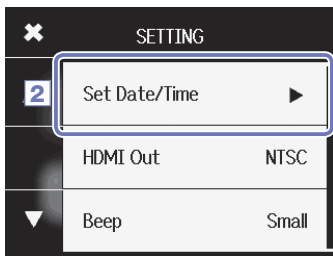 ✖ SETTING
2 Set Date/Time ▶
HDMI Out NTSC
▼ Beep Small